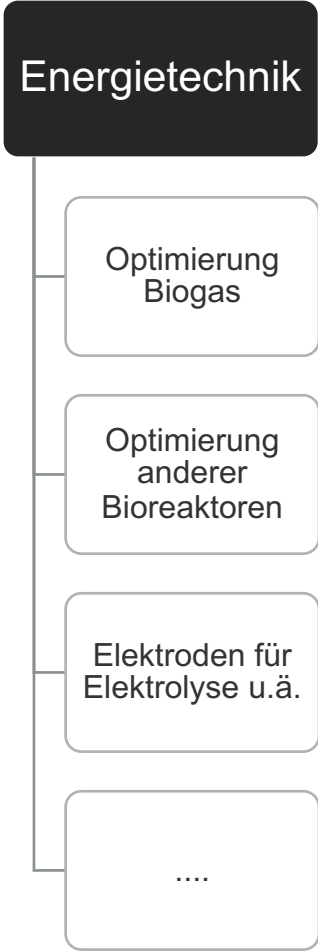 Energietechnik
Optimierung
Biogas
Optimierung
anderer
Bioreaktoren
Elektroden für
Elektrolyse u.ä.
....